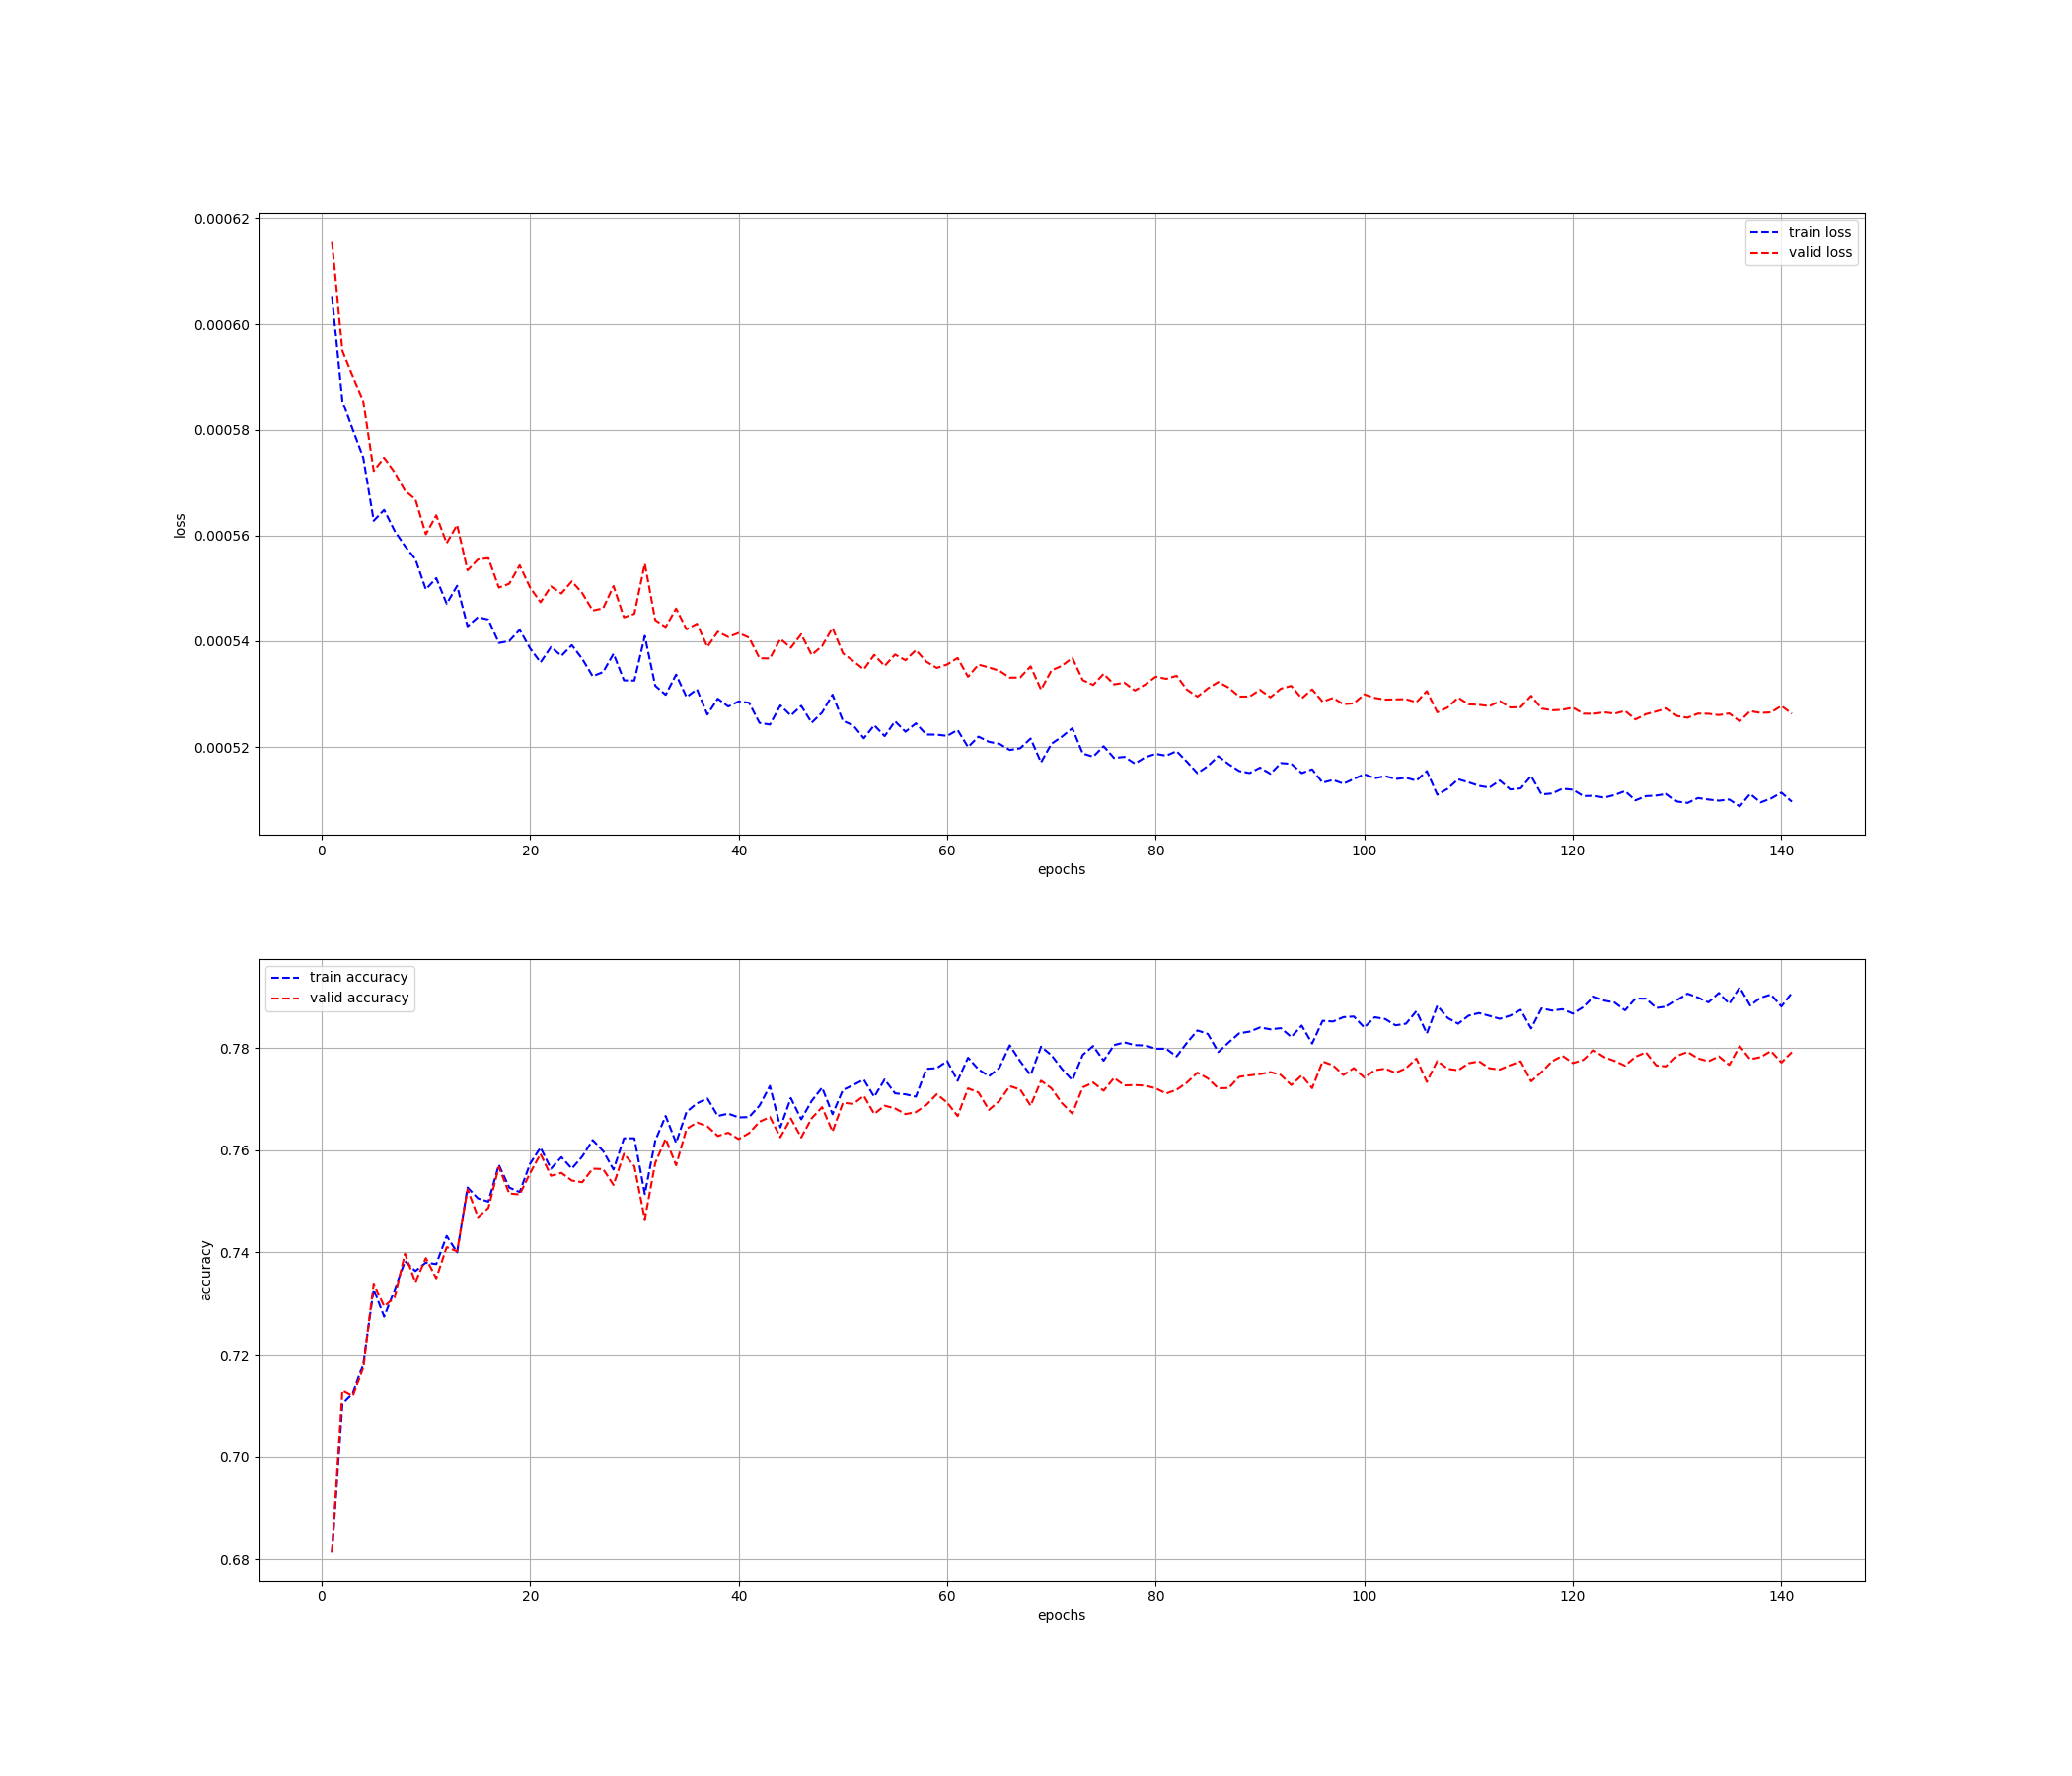 0.00062
0.00060
0.00058
0.00056
0.00054
0.00052
loss
train loss
valid loss
0 20 40 60 80 100 120 140
epochs
train accuracy
valid accuracy
0.78
0.76
0.74
0.72
0.70
0.68
accuracy
0 20 40 60 80 100 120 140
epochs